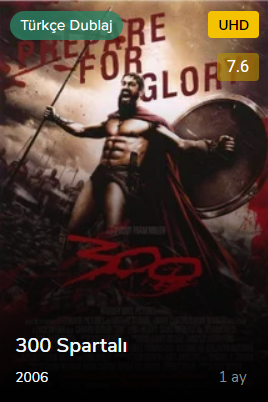 Türkçe Dublaj
UHD
PREPARE
FOR
GLORY
7.6
300
300 Spartalı
2006
1 ay